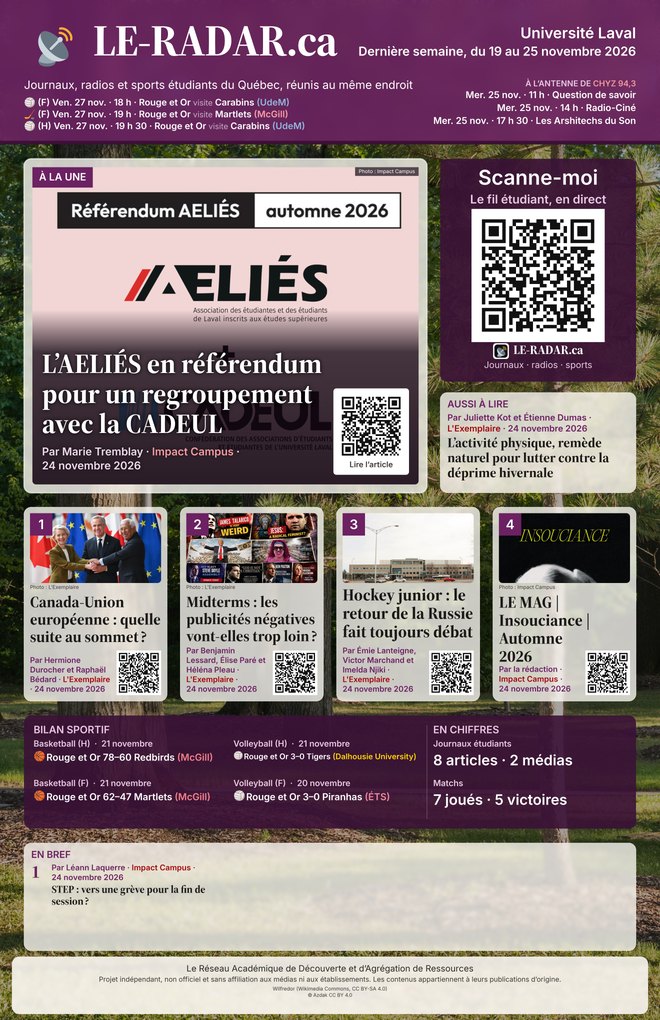 LE-RADAR.ca
Université Laval
Dernière semaine, du 19 au 25 novembre 2026
Journaux, radios et sports étudiants du Québec, réunis au même endroit
(F) Ven. 27 nov. · 18 h · Rouge et Or visite Carabins (UdeM)
(F) Ven. 27 nov. · 19 h · Rouge et Or visite Martlets (McGill)
(H) Ven. 27 nov. · 19 h 30 · Rouge et Or visite Carabins (UdeM)
À L'ANTENNE DE CHYZ 94,3
Mer. 25 nov. · 11 h · Question de savoir
Mer. 25 nov. · 14 h · Radio-Ciné
Mer. 25 nov. · 17 h 30 · Les Arshitechs du Son
À LA UNE
Photo : Impact Campus
Référendum AELIÉS automne 2026
AELIÉS
Association des étudiantes et des étudiants
de Laval inscrits aux études supérieures
CADEUL
CONFÉDÉRATION DES ASSOCIATIONS D'ÉTUDIANTS
ET ÉTUDIANTES DE L'UNIVERSITÉ LAVAL
L'AELIÉS en référendum
pour un regroupement
avec la CADEUL
Par Marie Tremblay · Impact Campus ·
24 novembre 2026
Lire l'article
Scanne-moi
Le fil étudiant, en direct
LE-RADAR.ca
Journaux · radios · sports
AUSSI À LIRE
Par Juliette Kot et Étienne Dumas ·
L'Exemplaire · 24 novembre 2026
L'activité physique, remède
naturel pour lutter contre la
déprime hivernale
1
Photo : L'Exemplaire
Canada-Union
européenne : quelle
suite au sommet ?
Par Hermione
Durocher et Raphaël
Bédard · L'Exemplaire
· 24 novembre 2026
2
JAMES TALARICO
WEIRD
JESUS:
A RADICAL FEMINIST?
Photo : L'Exemplaire
Midterms : les
publicités négatives
vont-elles trop loin ?
Par Benjamin
Lessard, Élise Paré et
Héléna Pleau ·
L'Exemplaire ·
24 novembre 2026
3
Hockey junior : le
retour de la Russie
fait toujours débat
Par Émie Lanteigne,
Victor Marchand et
Imelda Njiki ·
L'Exemplaire ·
24 novembre 2026
4
INSOUCIANCE
Photo : Impact Campus
LE MAG |
Insouciance |
Automne
2026
Par la rédaction ·
Impact Campus ·
24 novembre 2026
BILAN SPORTIF
Basketball (H) · 21 novembre
Rouge et Or 78–60 Redbirds (McGill)
Volleyball (H) · 21 novembre
Rouge et Or 3–0 Tigers (Dalhousie University)
Basketball (F) · 21 novembre
Rouge et Or 62–47 Martlets (McGill)
Volleyball (F) · 20 novembre
Rouge et Or 3–0 Piranhas (ÉTS)
EN CHIFFRES
Journaux étudiants
8 articles · 2 médias
Matchs
7 joués · 5 victoires
EN BREF
1
Par Léann Laquerre · Impact Campus ·
24 novembre 2026
STEP : vers une grève pour la fin de
session ?
Le Réseau Académique de Découverte et d'Agrégation de Ressources
Projet indépendant, non officiel et sans affiliation aux médias ni aux établissements. Les contenus appartiennent à leurs publications d'origine.
Wilfredor (Wikimedia Commons, CC BY-SA 4.0)
© Azdak CC BY 4.0